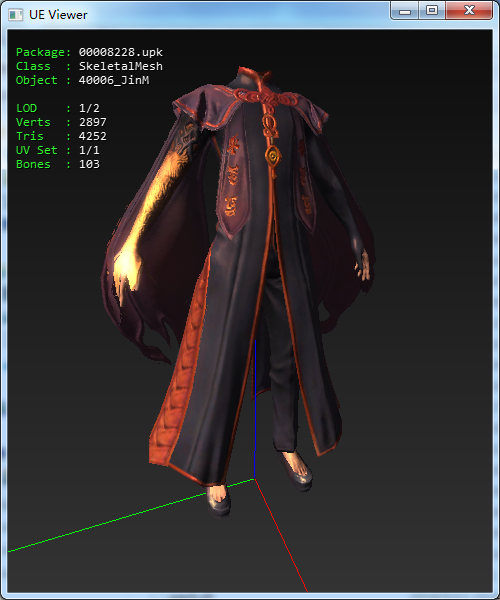 UE Viewer
Package: 00008228.upk
Class : SkeletalMesh
Object : 40006_JinM
LOD : 1/2
Verts : 2897
Tris : 4252
UV Set : 1/1
Bones : 103